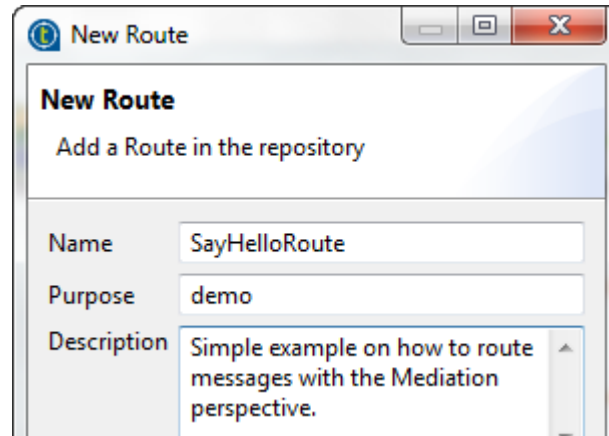 New Route
New Route
Add a Route in the repository
Name SayHelloRoute
Purpose demo
Description Simple example on how to route
messages with the Mediation
perspective.